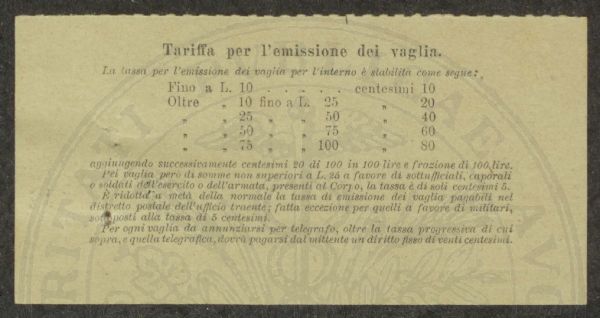 Tariffa per l'emissione dei vaglia.
La tassa per l'emissione dei vaglia per l'interno è stabilita come segue:
Fino a L. 10 . . . . . centesimi 10
Oltre „ 10 fino a L. 25 „ 20
„ „ 25 „ „ 50 „ 40
„ „ 50 „ „ 75 „ 60
„ „ 75 „ „ 100 „ 80
aggiungendo successivamente centesimi 20 di 100 in 100 lire e frazione di 100, lire.
Pei vaglia però di somme non superiori a L. 25 a favore di sottufficiali, caporali
o soldati dell'esercito o dell'armata, presenti al Corpo, la tassa è di soli centesimi 5.
È ridotta a metà della normale la tassa di emissione dei vaglia pagabili nel
distretto postale dell'ufficio traente; fatta eccezione per quelli a favore di militari,
sottoposti alla tassa di 5 centesimi.
Per ogni vaglia da annunziarsi per telegrafo, oltre la tassa progressiva di cui
sopra, e quella telegrafica, dovrà pagarsi dal mittente un diritto fisso di venti centesimi.